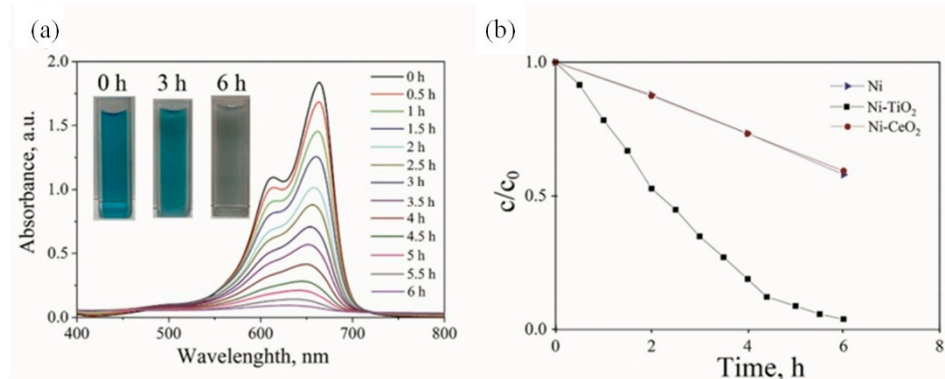 (a)
2.0
1.5
1.0
0.5
0.0
Absorbance, a.u.
0 h 3 h 6 h
0 h
0.5 h
1 h
1.5 h
2 h
2.5 h
3 h
3.5 h
4 h
4.5 h
5 h
5.5 h
6 h
400 500 600 700 800
Wavelenghth, nm
(b)
1.0
0.5
0.0
c/c₀
Ni
Ni-TiO₂
Ni-CeO₂
0 2 4 6 8
Time, h